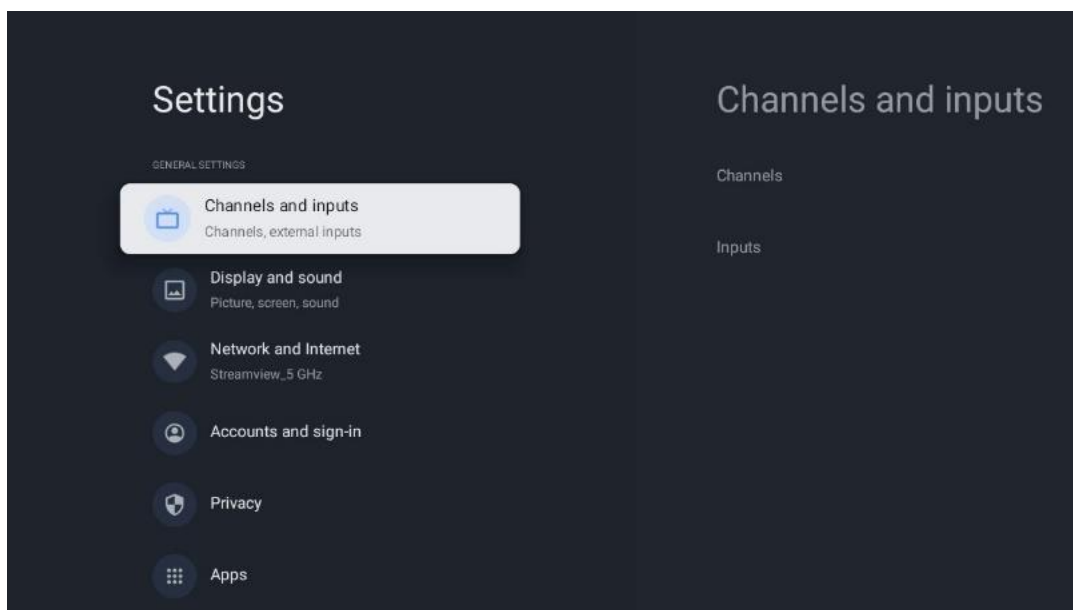 Settings
GENERAL SETTINGS
Channels and inputs
Channels, external inputs
Display and sound
Picture, screen, sound
Network and Internet
Streamview_5 GHz
Accounts and sign-in
Privacy
Apps
Channels and inputs
Channels
Inputs